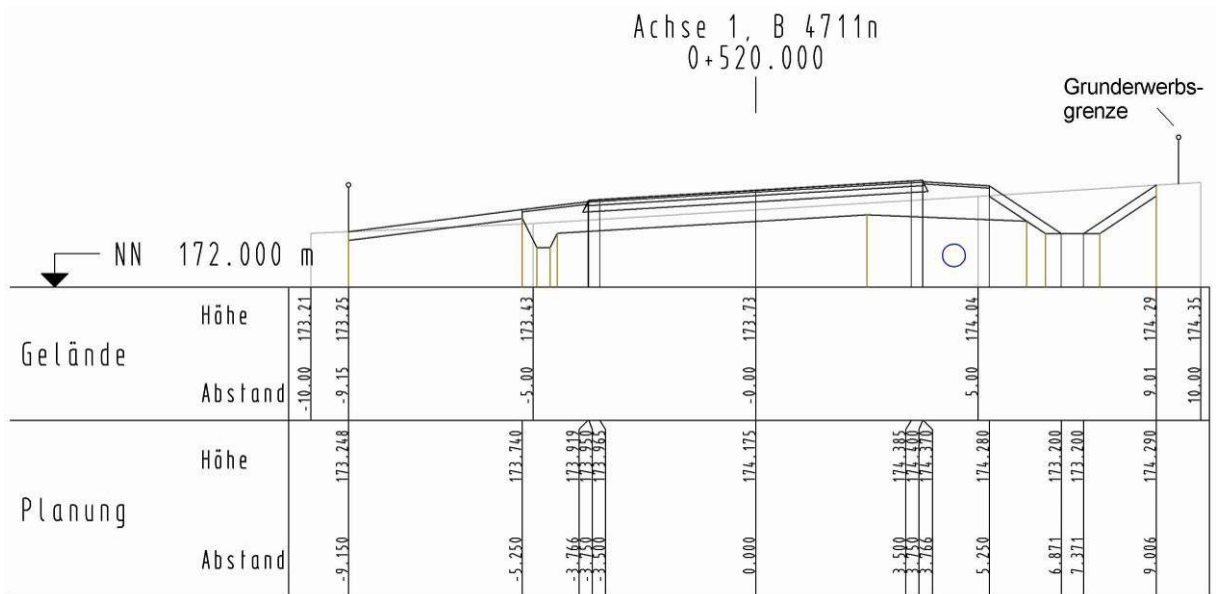 Achse 1, B 4711n
0+520.000
Grunderwerbs-
grenze
NN 172.000 m
Gelände
Höhe
173.21 173.25 173.43 173.73 174.04 174.29 174.35
Abstand
-10.00 -9.15 -5.00 -0.00 5.00 9.01 10.00
Planung
Höhe
173.248 173.740 173.919 173.950 173.965 174.175 174.385 174.400 174.370 174.280 173.200 173.200 174.290
Abstand
-9.150 -5.250 -3.766 -3.750 -3.500 0.000 3.500 3.750 3.766 5.250 6.871 7.371 9.006